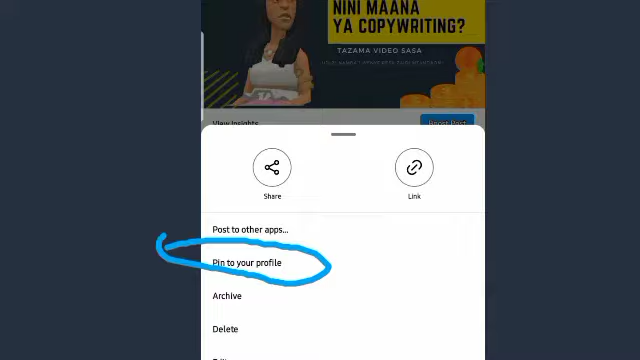 NINI MAANA
YA COPYWRITING?
TAZAMA VIDEO SASA
View Insights
Boost Post
Share
Link
Post to other apps...
Pin to your profile
Archive
Delete